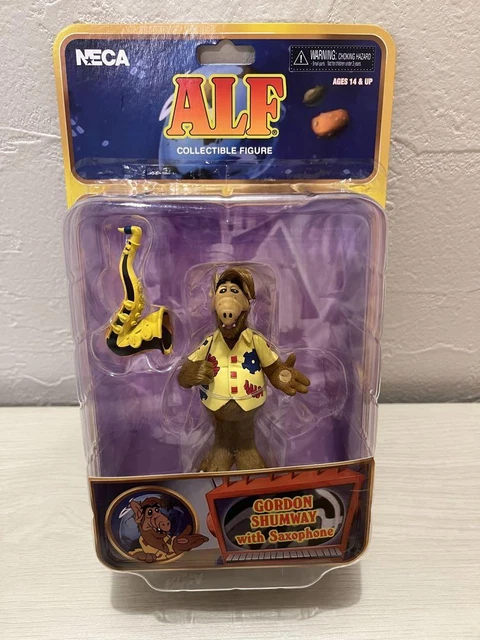 NECA
WARNING: CHOKING HAZARD
AGES 14 & UP
ALF®
COLLECTIBLE FIGURE
GORDON
SHUMWAY
with Saxophone